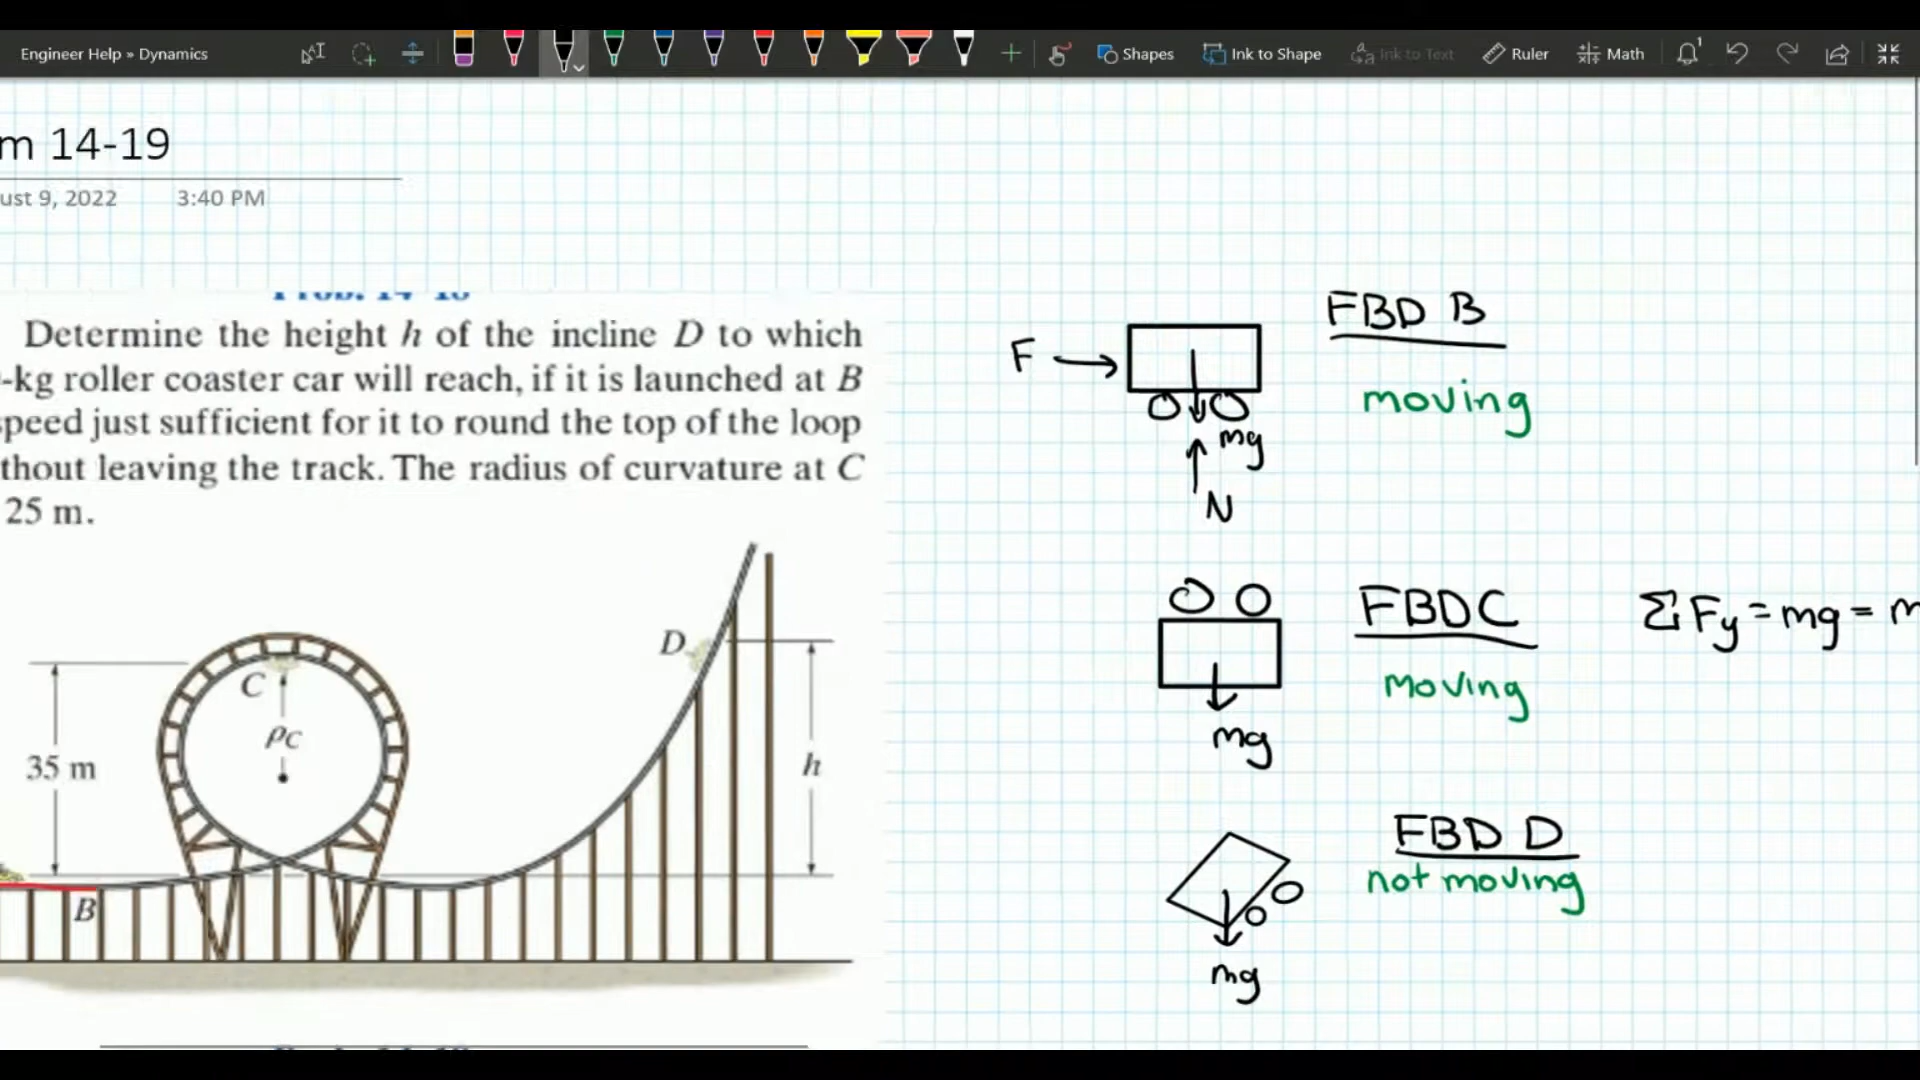 Engineer Help » Dynamics
Shapes
Ink to Shape
Ink to Text
Ruler
Math
1
m 14-19
ust 9, 2022 3:40 PM
Determine the height h of the incline D to which
-kg roller coaster car will reach, if it is launched at B
speed just sufficient for it to round the top of the loop
thout leaving the track. The radius of curvature at C
25 m.
D
C
ρC
35 m
h
B
F
mg
N
FBD B
moving
FBD C
moving
mg
ΣFy = mg = m
FBD D
not moving
mg